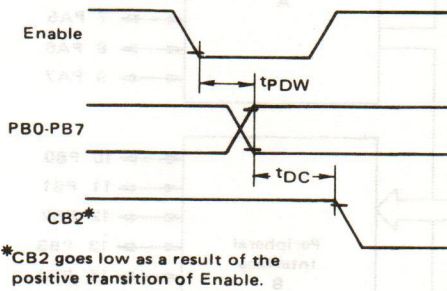 Enable
tPDW
PB0-PB7
tDC
CB2*
*CB2 goes low as a result of the
positive transition of Enable.